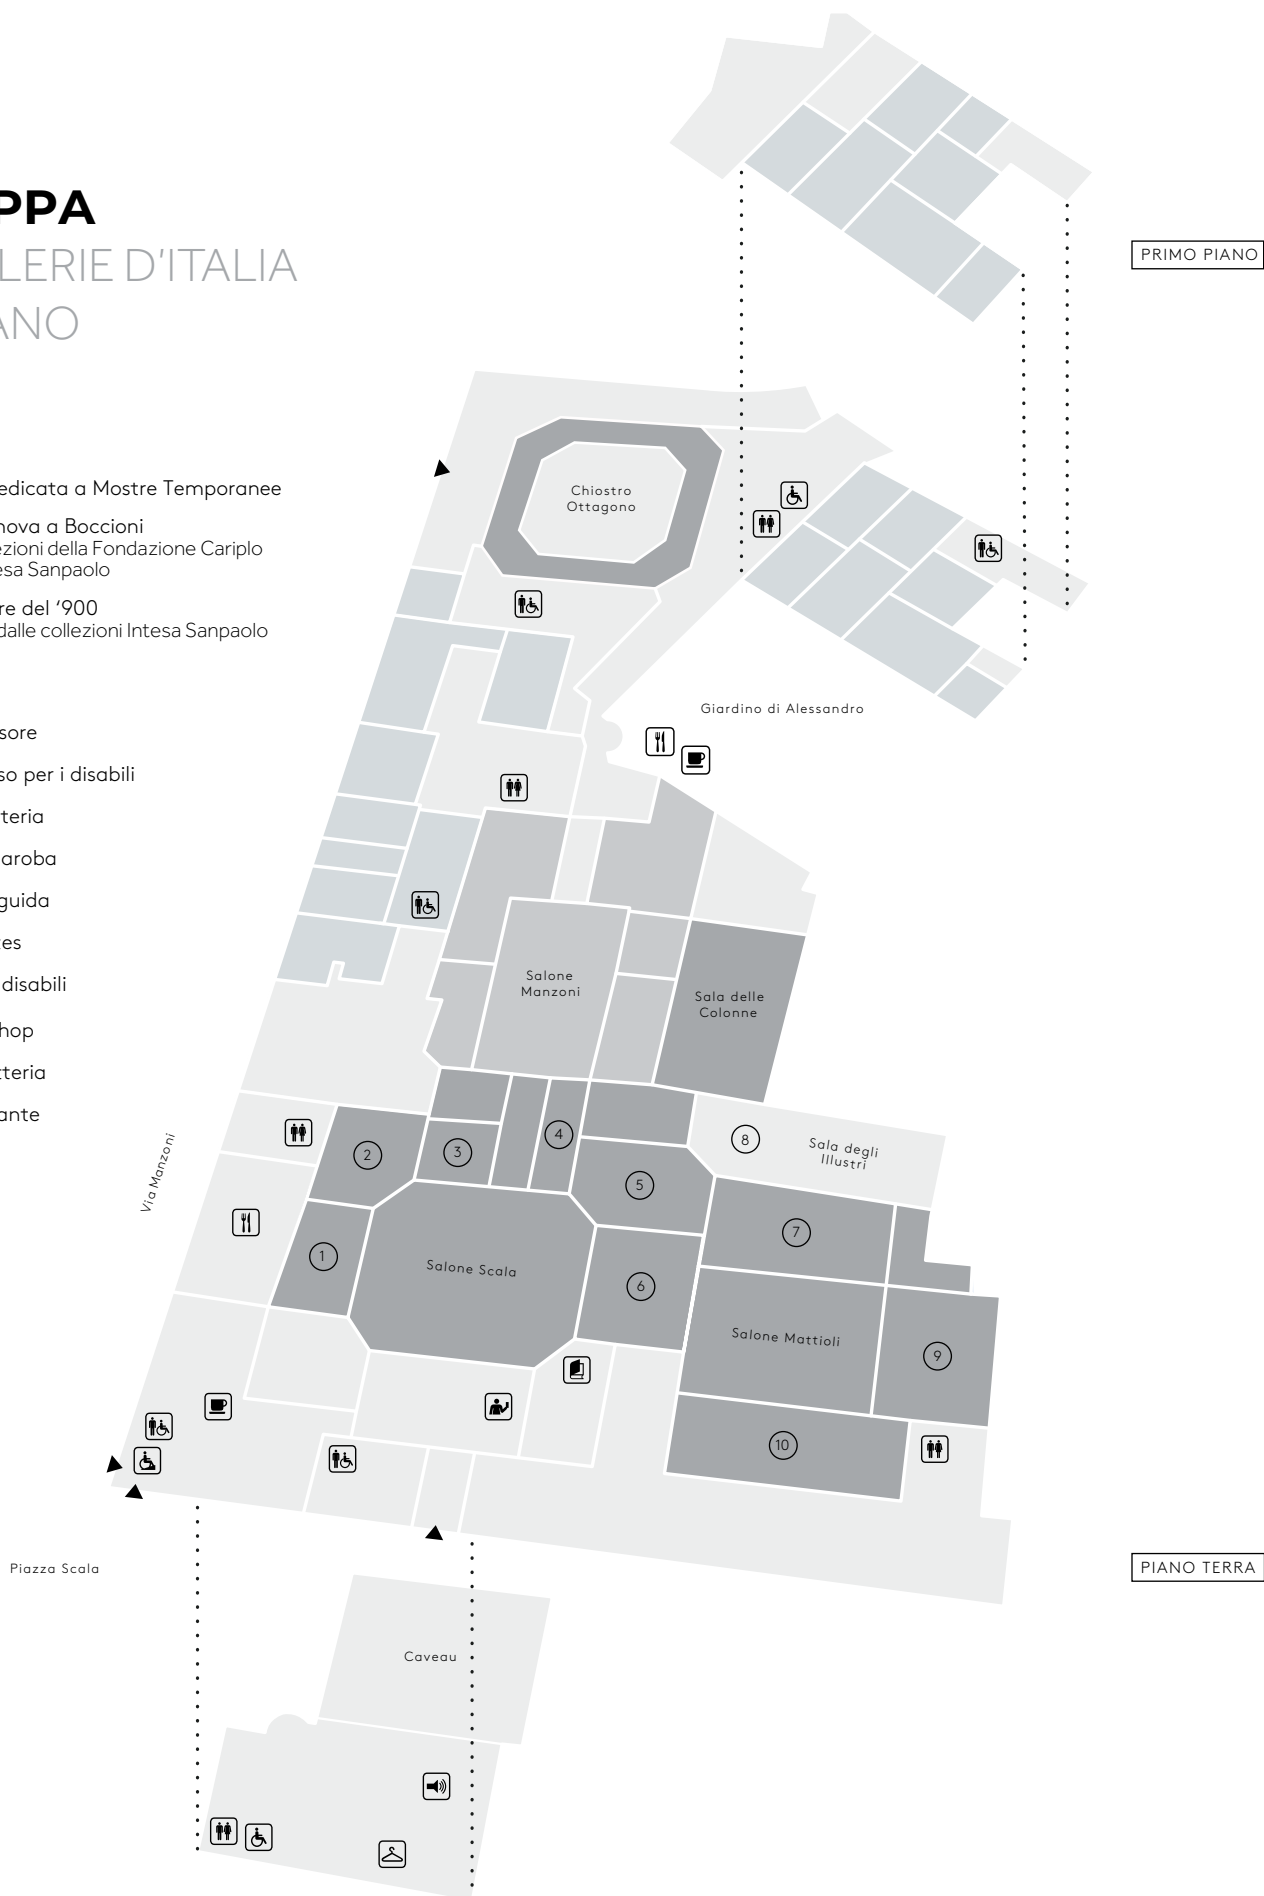 PPA
LERIE D'ITALIA
ANO
edicata a Mostre Temporanee
nova a Boccioni
ezioni della Fondazione Cariplo
esa Sanpaolo
re del ‘900
dalle collezioni Intesa Sanpaolo
sore
so per i disabili
teria
aroba
guida
tes
disabili
hop
tteria
ante
PRIMO PIANO
Chiostro
Ottagono
Giardino di Alessandro
Salone
Manzoni
Sala delle
Colonne
Via Manzoni
1
2
3
4
5
6
7
8
Sala degli
Illustri
Salone Scala
Salone Mattioli
9
10
Piazza Scala
PIANO TERRA
Caveau